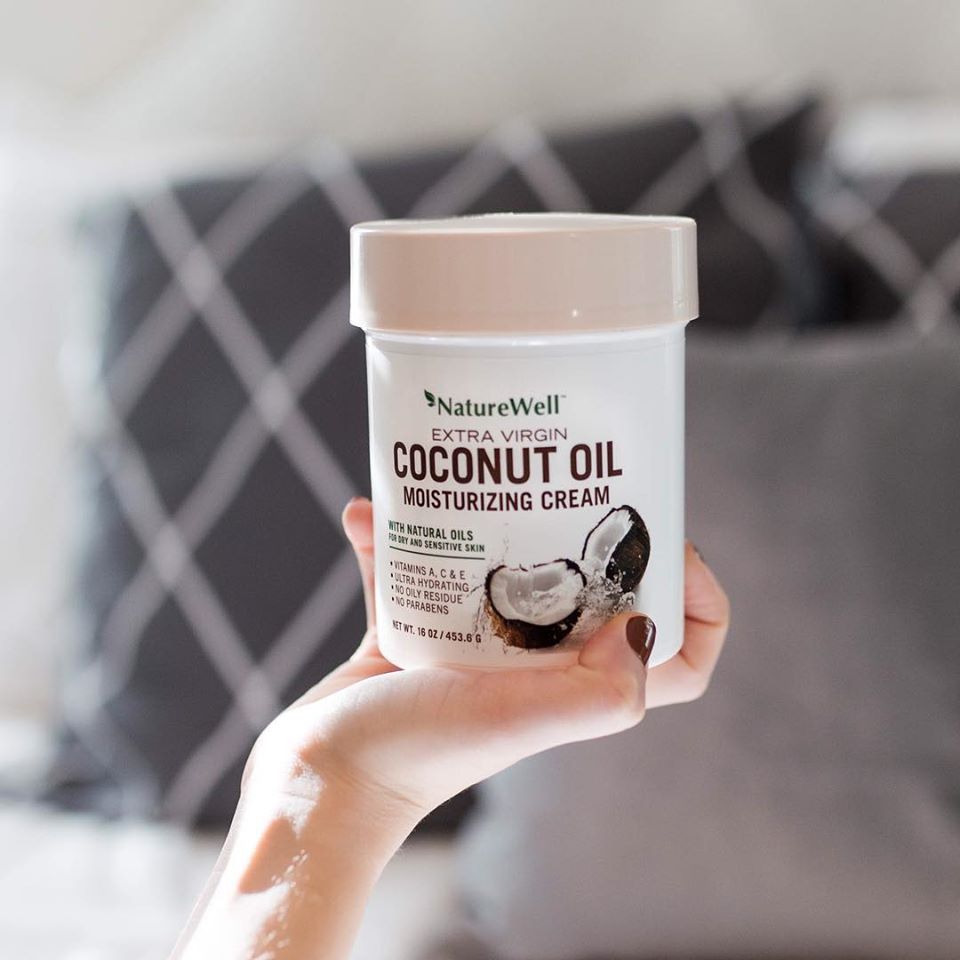 NatureWell™
EXTRA VIRGIN
COCONUT OIL
MOISTURIZING CREAM
WITH NATURAL OILS
FOR DRY AND SENSITIVE SKIN
• VITAMINS A, C & E
• ULTRA HYDRATING
• NO OILY RESIDUE
• NO PARABENS
NET WT. 16 OZ / 453.6 G